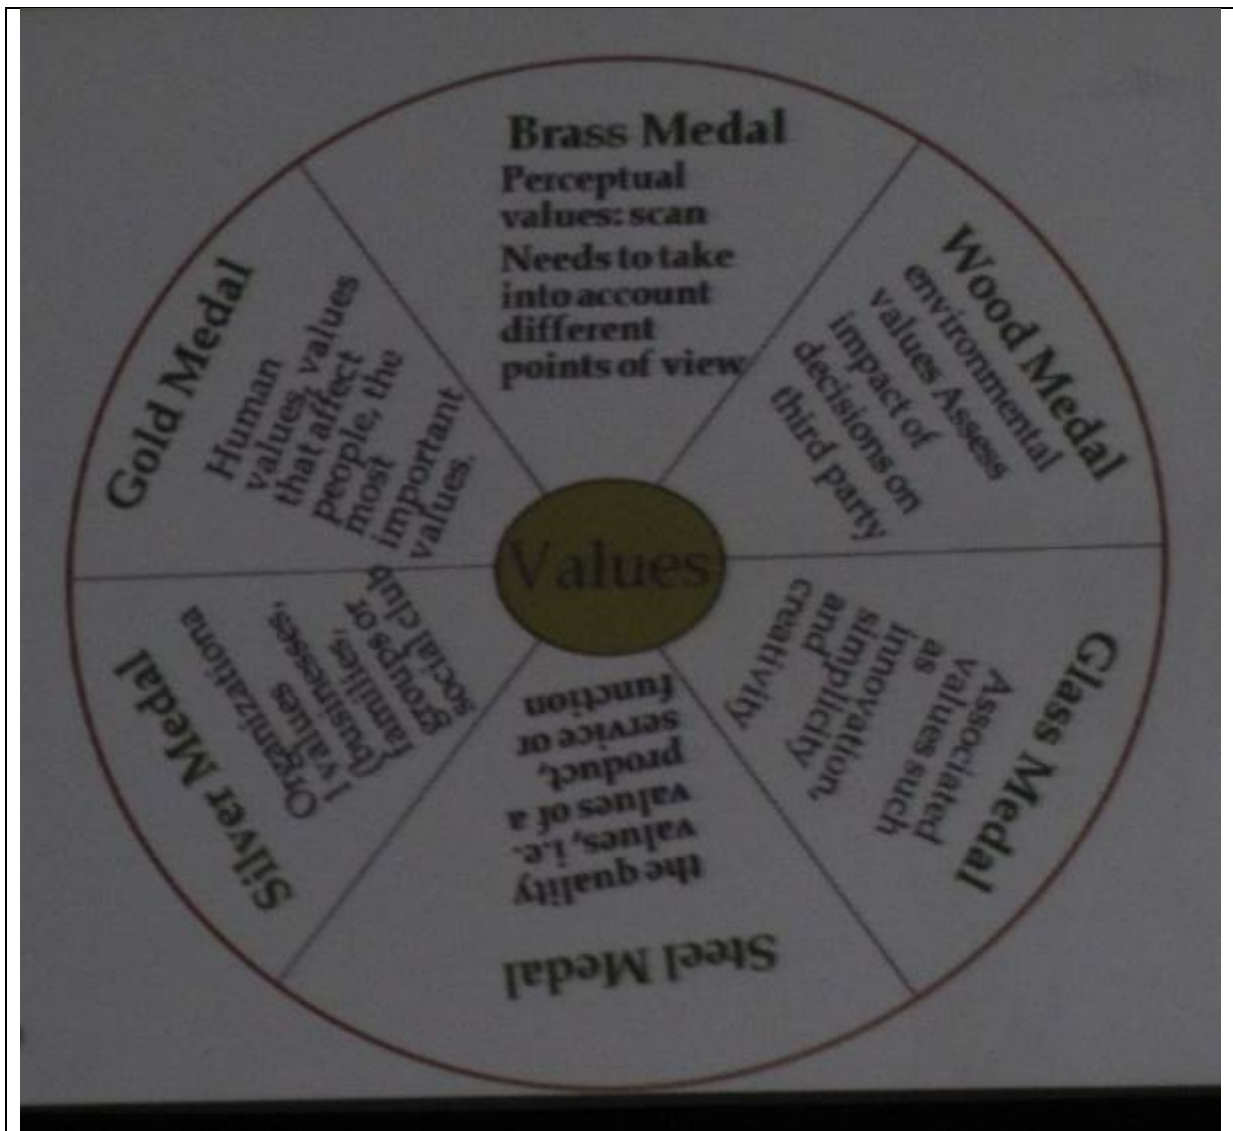 Brass Medal
Perceptual
values: scan
Needs to take
into account
different
points of view
Wood Medal
environmental
values Assess
impact of
decisions on
third party
Glass Medal
Associated
values such
as
innovation,
simplicity
and
creativity
Steel Medal
the quality
values, i.e.
values of a
product,
service or
function
Silver Medal
Organizationa
l values
(businesses,
families,
groups or
social club
Gold Medal
Human
values, values
that affect
people, the
most
important
values.
Values